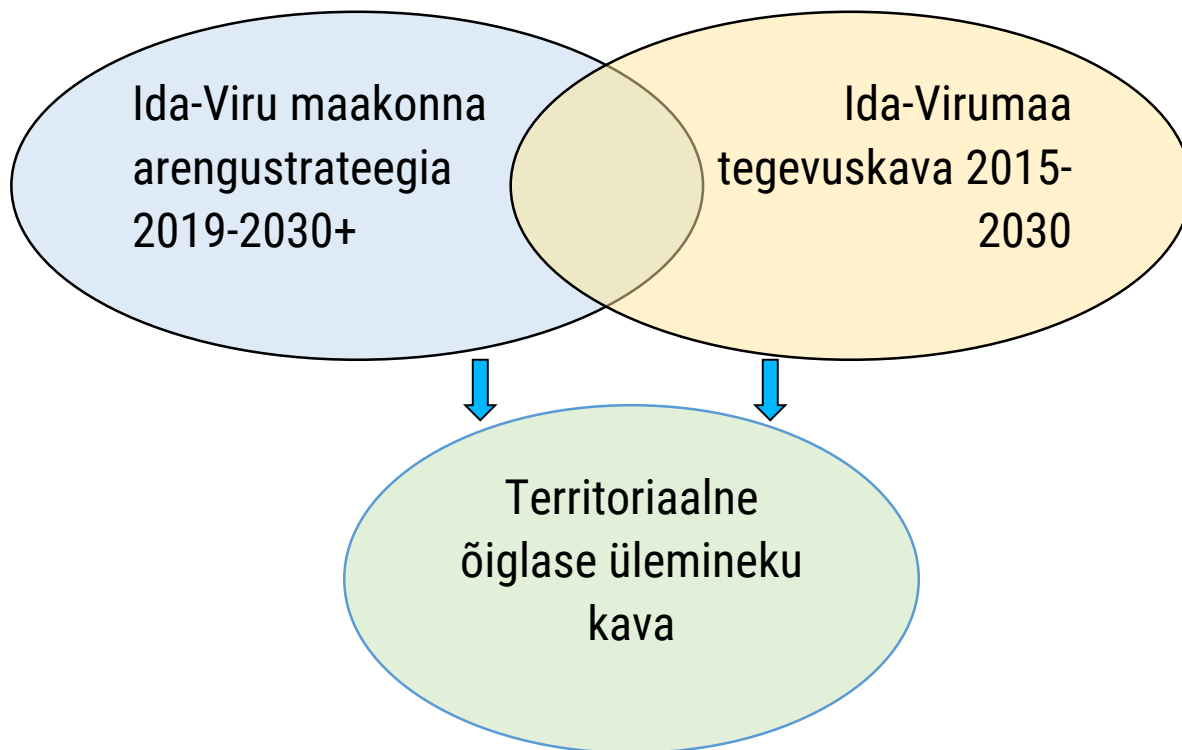 Ida-Viru maakonna
arengustrateegia
2019-2030+
Ida-Virumaa
tegevuskava 2015-
2030
Territoriaalne
õiglase ülemineku
kava